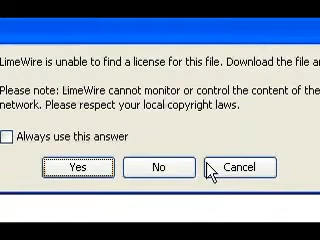 LimeWire is unable to find a license for this file. Download the file
Please note: LimeWire cannot monitor or control the content of the
network. Please respect your local copyright laws.
Always use this answer
Yes No Cancel